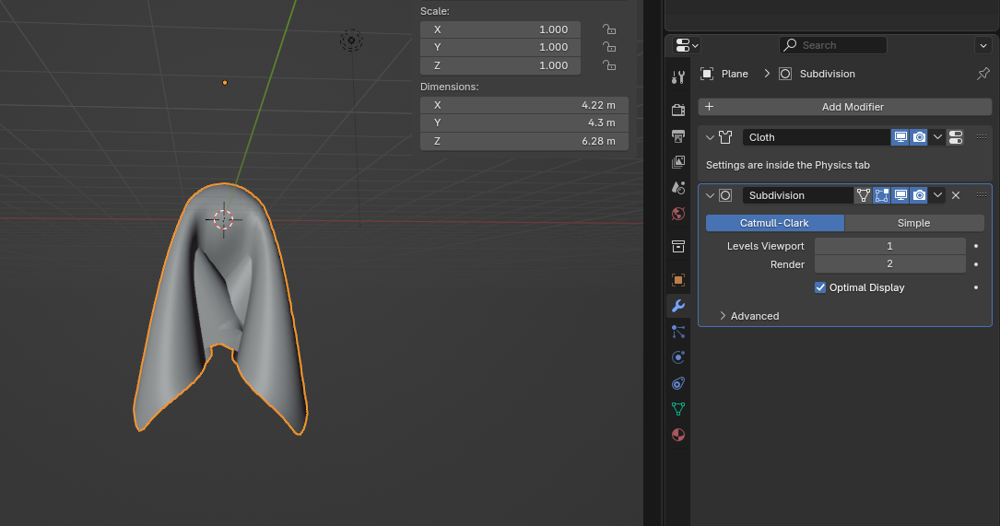 Scale:
X 1.000
Y 1.000
Z 1.000
Dimensions:
X 4.22 m
Y 4.3 m
Z 6.28 m
Search
Plane Subdivision
+ Add Modifier
Cloth
Settings are inside the Physics tab
Subdivision
Catmull-Clark Simple
Levels Viewport 1
Render 2
Optimal Display
Advanced